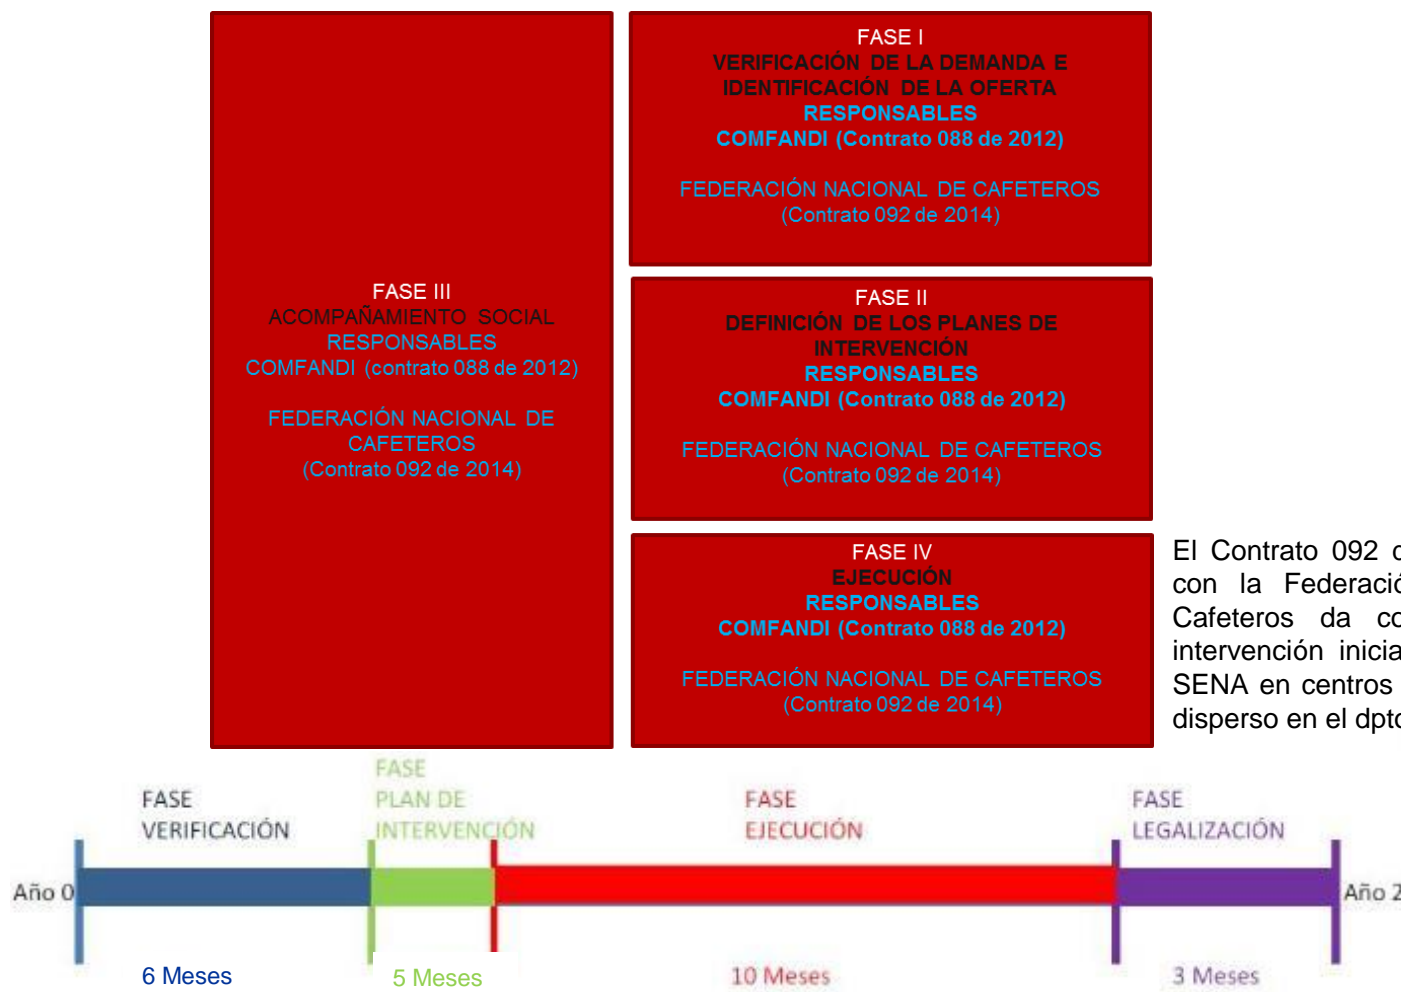 FASE III
ACOMPAÑAMIENTO SOCIAL
RESPONSABLES
COMFANDI (contrato 088 de 2012)
FEDERACIÓN NACIONAL DE
CAFETEROS
(Contrato 092 de 2014)
FASE I
VERIFICACIÓN DE LA DEMANDA E
IDENTIFICACIÓN DE LA OFERTA
RESPONSABLES
COMFANDI (Contrato 088 de 2012)
FEDERACIÓN NACIONAL DE CAFETEROS
(Contrato 092 de 2014)
FASE II
DEFINICIÓN DE LOS PLANES DE
INTERVENCIÓN
RESPONSABLES
COMFANDI (Contrato 088 de 2012)
FEDERACIÓN NACIONAL DE CAFETEROS
(Contrato 092 de 2014)
FASE IV
EJECUCIÓN
RESPONSABLES
COMFANDI (Contrato 088 de 2012)
FEDERACIÓN NACIONAL DE CAFETEROS
(Contrato 092 de 2014)
El Contrato 092
con la
Cafeteros da
intervención
SENA en centros
disperso en el
FASE
VERIFICACIÓN
FASE
PLAN DE
INTERVENCIÓN
FASE
EJECUCIÓN
FASE
LEGALIZACIÓN
Año 0
Año 2
6 Meses
5 Meses
10 Meses
3 Meses